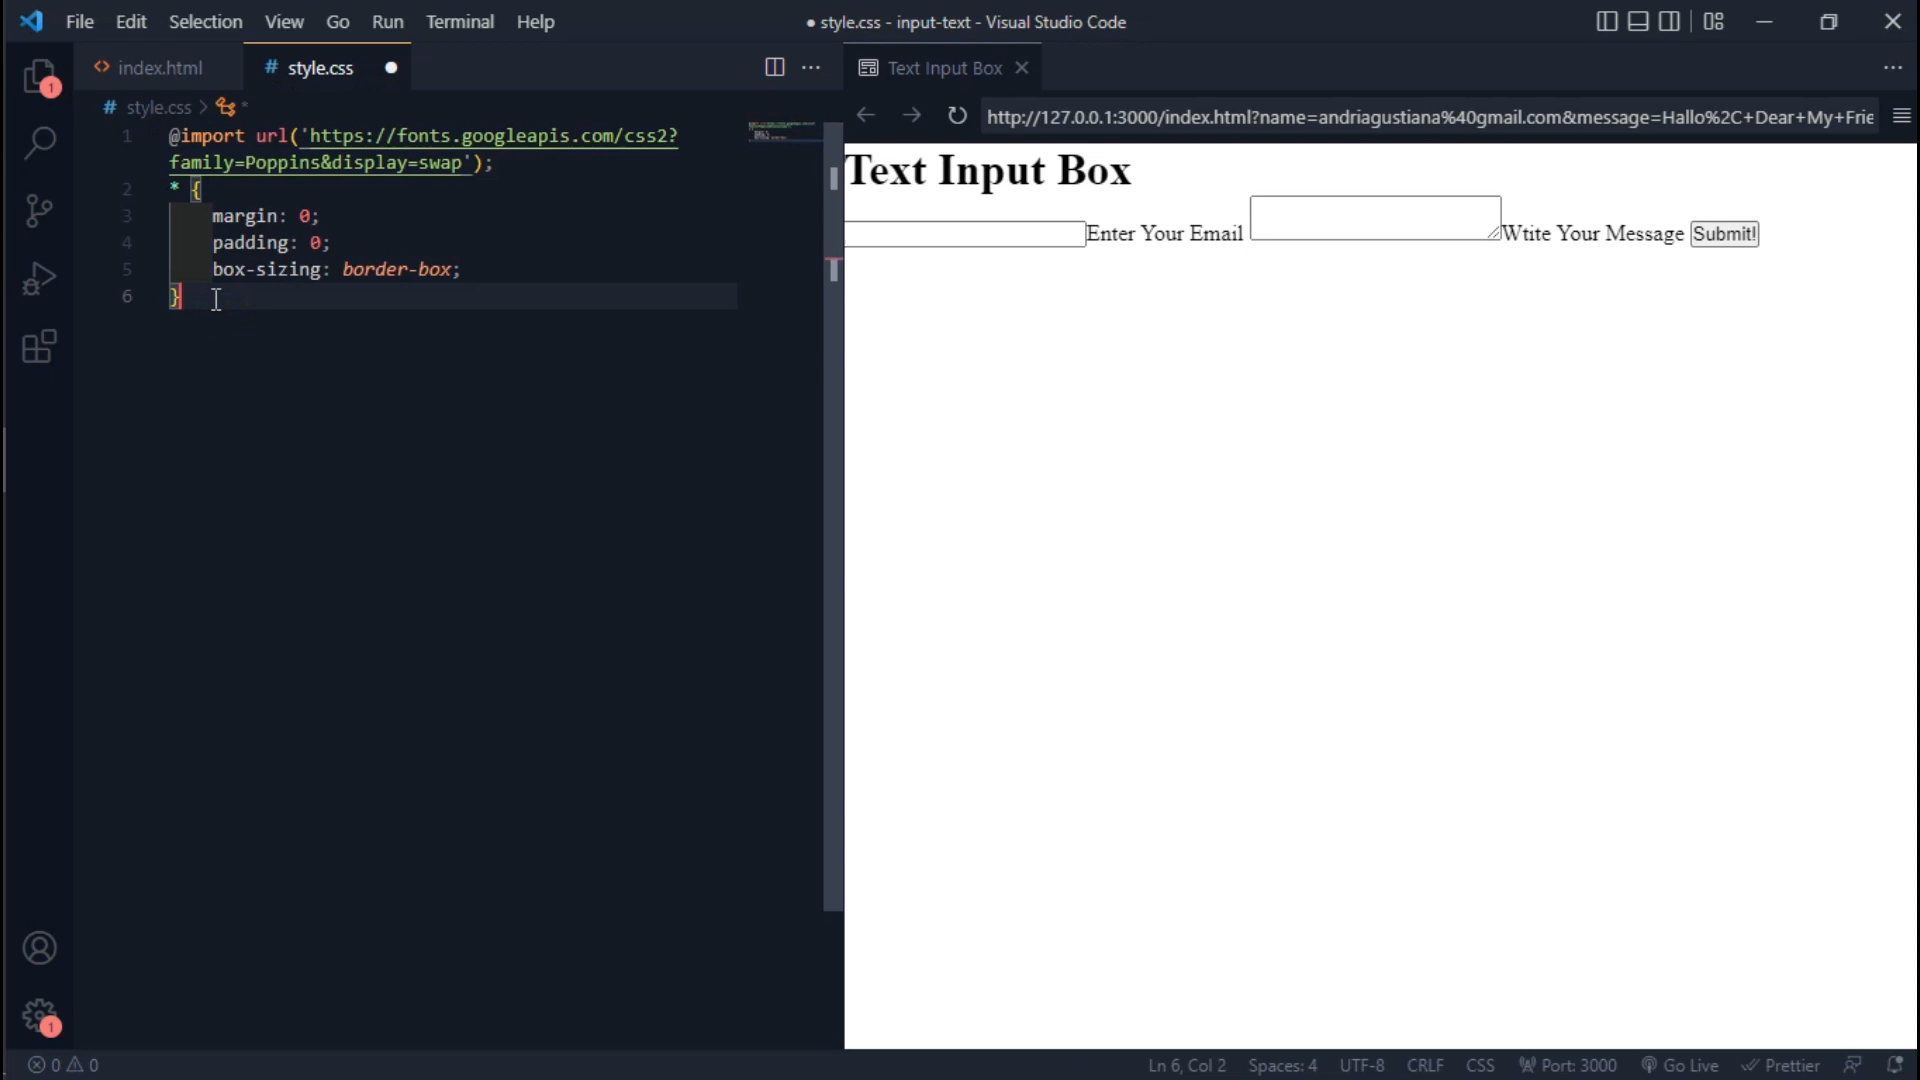 File Edit Selection View Go Run Terminal Help
● style.css - input-text - Visual Studio Code
index.html
# style.css
Text Input Box
# style.css > *
http://127.0.0.1:3000/index.html?name=andriagustiana%40gmail.com&message=Hallo%2C+Dear+My+Frie
1 @import url('https://fonts.googleapis.com/css2?
family=Poppins&display=swap');
2 * {
3 margin: 0;
4 padding: 0;
5 box-sizing: border-box;
6 }
Text Input Box
Enter Your Email
Wtite Your Message
Submit!
1
1
0 0
Ln 6, Col 2 Spaces: 4 UTF-8 CRLF CSS Port: 3000 Go Live Prettier